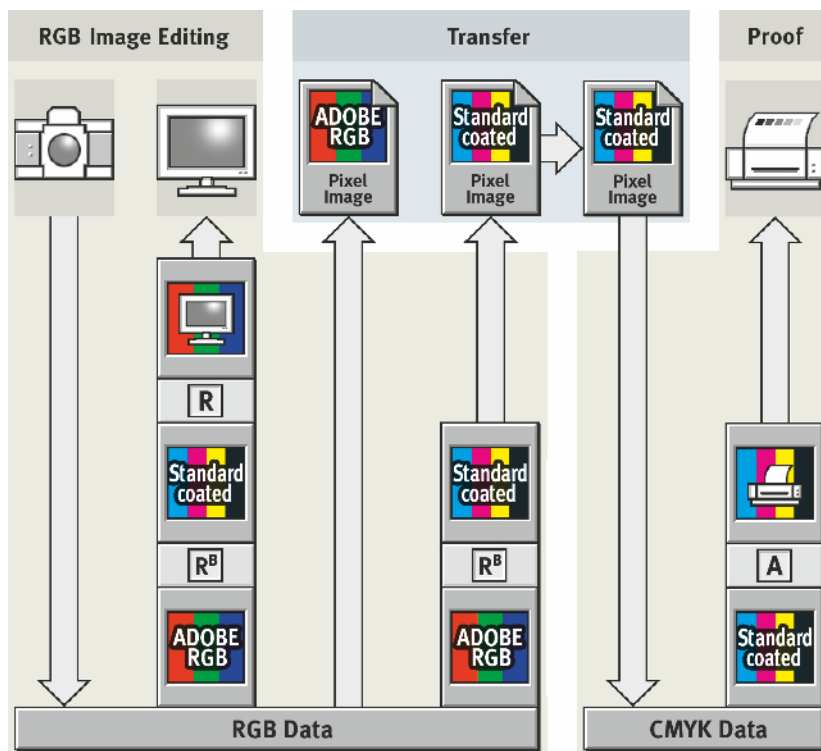 RGB Image Editing
Transfer
Proof
ADOBE
RGB
Pixel
Image
Standard
coated
Pixel
Image
Standard
coated
Pixel
Image
R
Standard
coated
Standard
coated
R^B
R^B
A
ADOBE
RGB
ADOBE
RGB
Standard
coated
RGB Data
CMYK Data